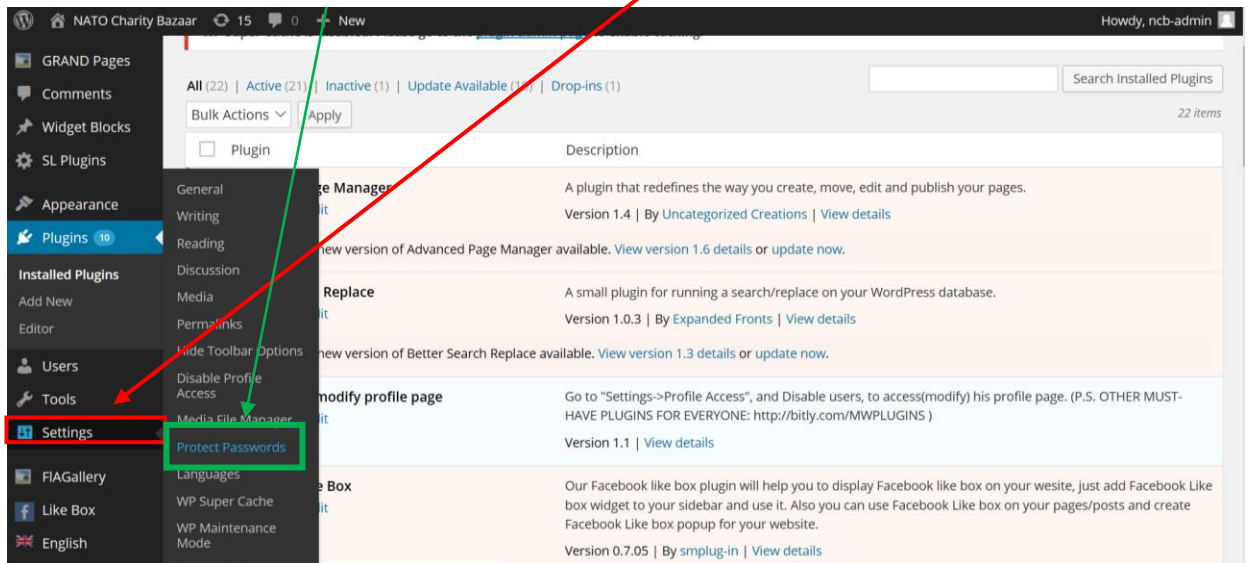 NATO Charity Bazaar 15 0 + New Howdy, ncb-admin
GRAND Pages
Comments
Widget Blocks
SL Plugins
Appearance
Plugins 10
Installed Plugins
Add New
Editor
Users
Tools
Settings
FlAGallery
Like Box
English
General
Writing
Reading
Discussion
Media
Permalinks
Hide Toolbar Options
Disable Profile
Access
Media File Manager
Protect Passwords
Languages
WP Super Cache
WP Maintenance
Mode
plugin admin page to enable caching.
All (22) | Active (21) | Inactive (1) | Update Available (10) | Drop-ins (1)
Search Installed Plugins
Bulk Actions Apply
22 items
Plugin Description
ge Manager
it
A plugin that redefines the way you create, move, edit and publish your pages.
Version 1.4 | By Uncategorized Creations | View details
new version of Advanced Page Manager available. View version 1.6 details or update now.
Replace
it
A small plugin for running a search/replace on your WordPress database.
Version 1.0.3 | By Expanded Fronts | View details
new version of Better Search Replace available. View version 1.3 details or update now.
modify profile page
it
Go to "Settings->Profile Access", and Disable users, to access(modify) his profile page. (P.S. OTHER MUST-
HAVE PLUGINS FOR EVERYONE: http://bitly.com/MWPLUGINS )
Version 1.1 | View details
e Box
it
Our Facebook like box plugin will help you to display Facebook like box on your wesite, just add Facebook Like
box widget to your sidebar and use it. Also you can use Facebook Like box on your pages/posts and create
Facebook Like box popup for your website.
Version 0.7.05 | By smplug-in | View details